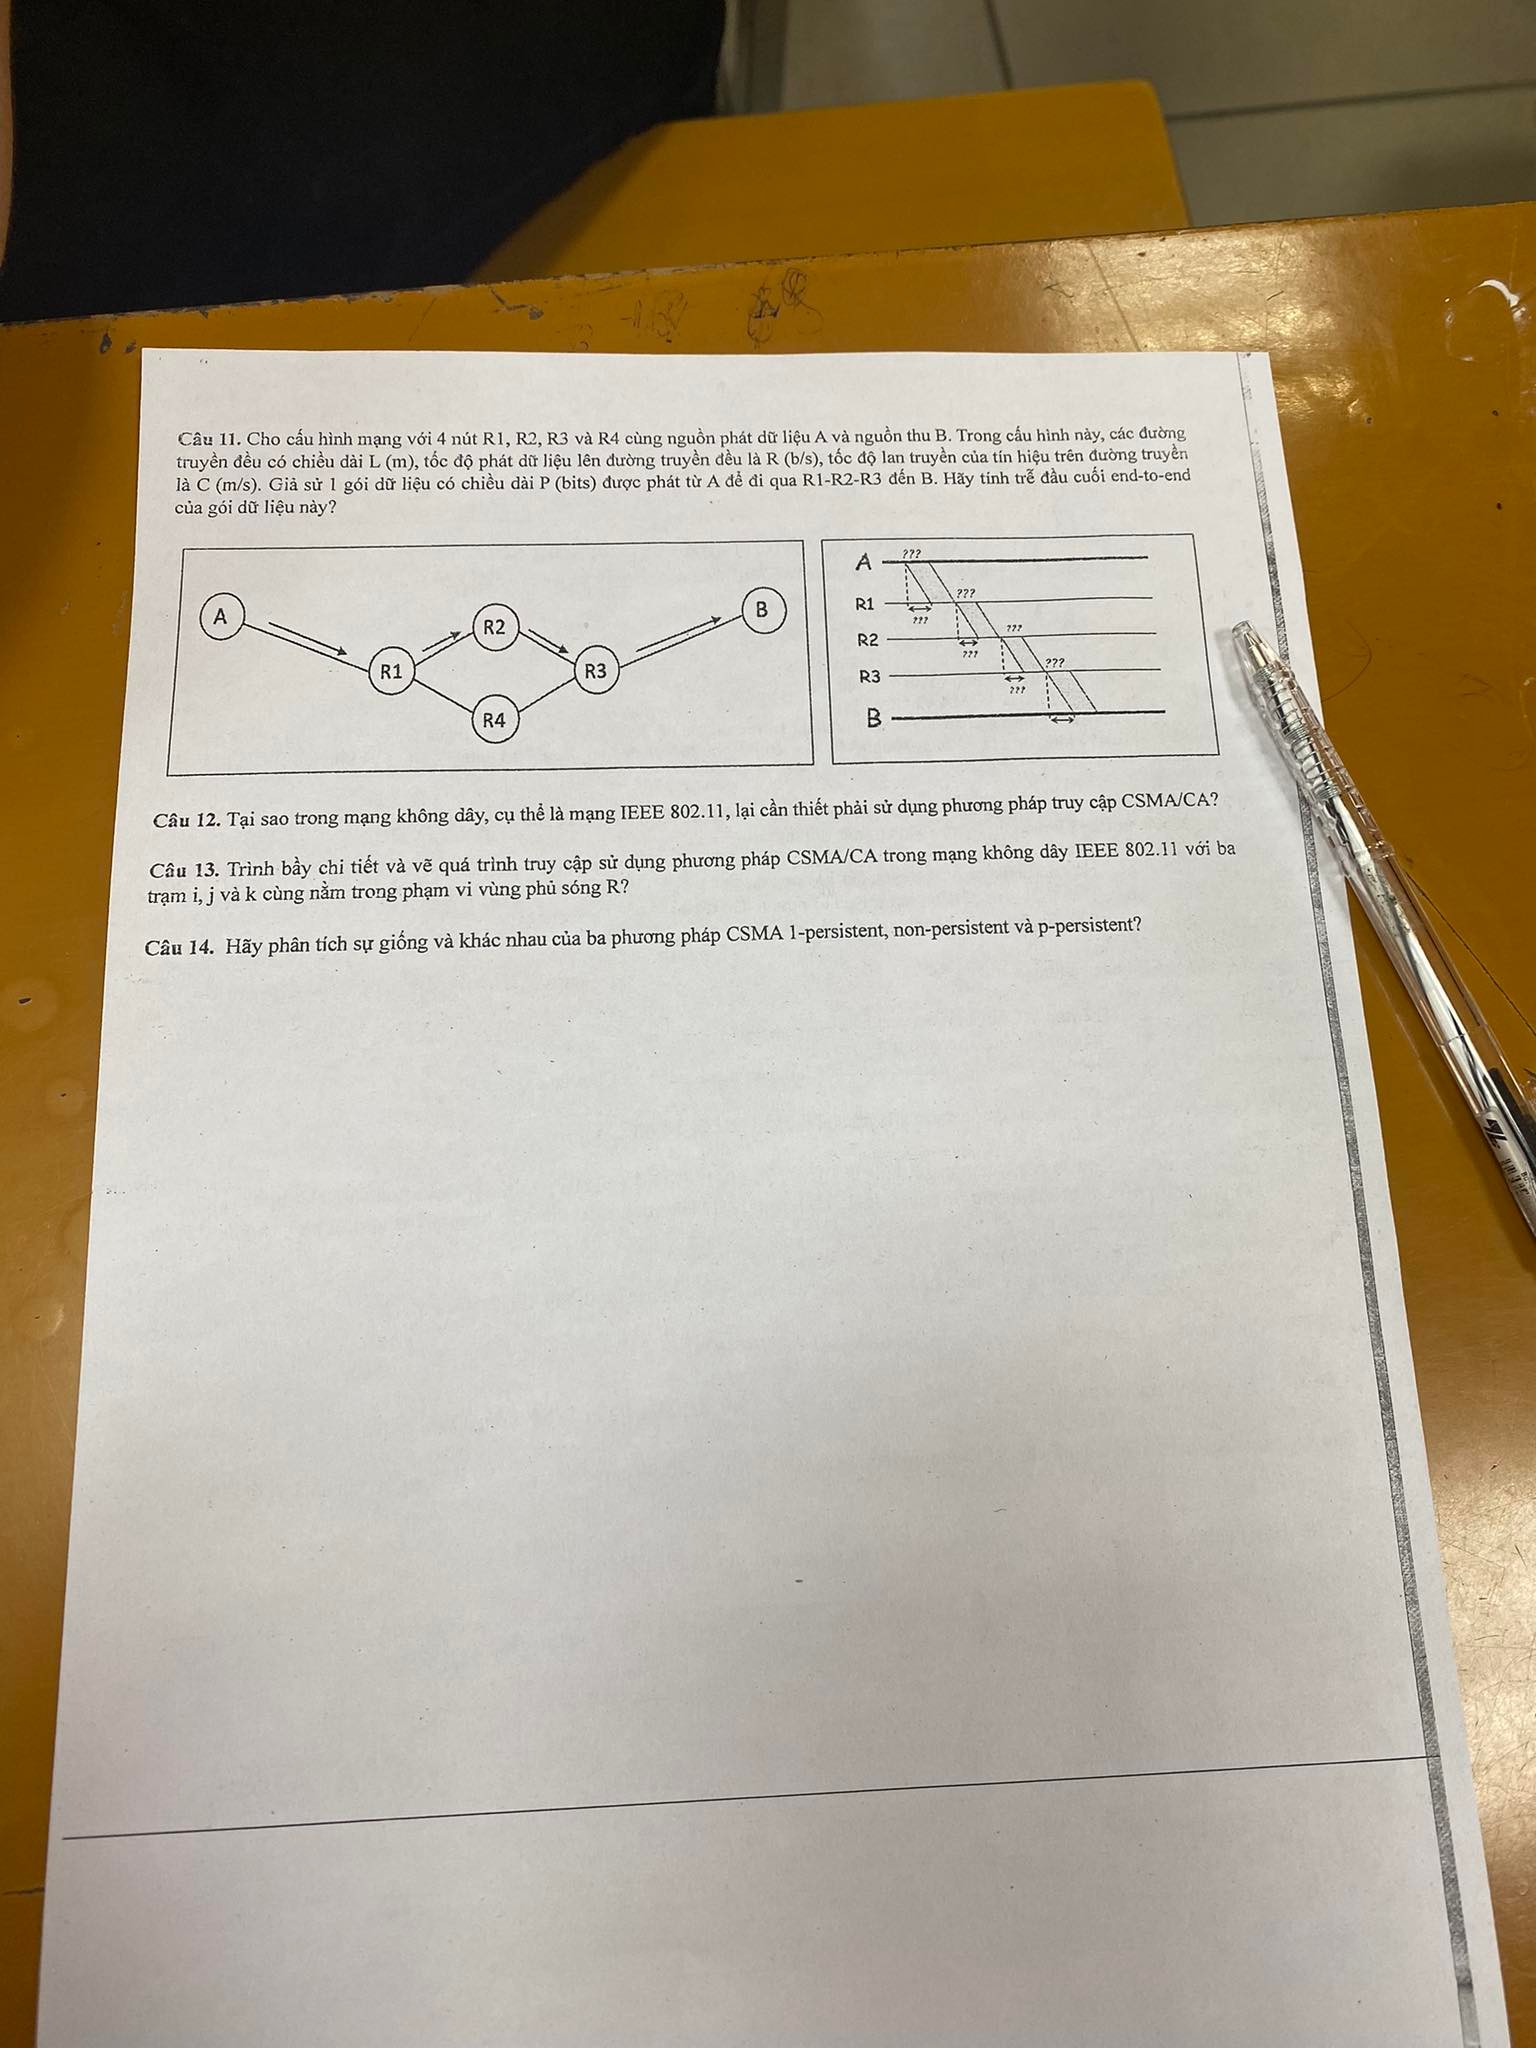 Câu 11. Cho cấu hình mạng với 4 nút R1, R2, R3 và R4 cùng nguồn phát dữ liệu A và nguồn thu B. Trong cấu hình này, các đường
truyền đều có chiều dài L (m), tốc độ phát dữ liệu lên đường truyền đều là R (b/s), tốc độ lan truyền của tín hiệu trên đường truyền
là C (m/s). Giả sử 1 gói dữ liệu có chiều dài P (bits) được phát từ A để đi qua R1-R2-R3 đến B. Hãy tính trễ đầu cuối end-to-end
của gói dữ liệu này?
A
R1
R2
R4
R3
B
A ???
R1 ???
???
R2 ???
???
R3 ???
???
B
Câu 12. Tại sao trong mạng không dây, cụ thể là mạng IEEE 802.11, lại cần thiết phải sử dụng phương pháp truy cập CSMA/CA?
Câu 13. Trình bầy chi tiết và vẽ quá trình truy cập sử dụng phương pháp CSMA/CA trong mạng không dây IEEE 802.11 với ba
trạm i, j và k cùng nằm trong phạm vi vùng phủ sóng R?
Câu 14. Hãy phân tích sự giống và khác nhau của ba phương pháp CSMA 1-persistent, non-persistent và p-persistent?